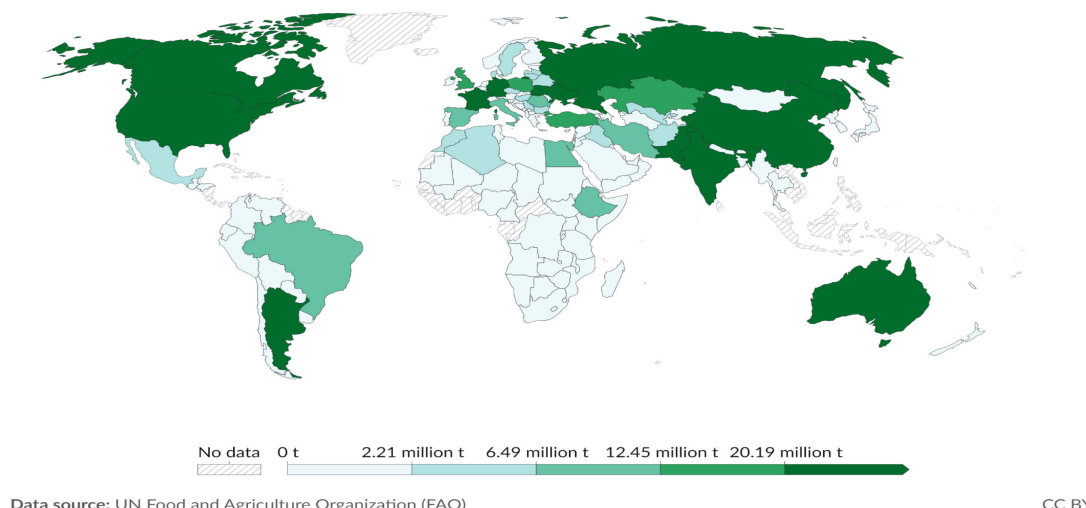 No data
0 t
2.21 million t
6.49 million t
12.45 million t
20.19 million t
Data source: UN Food and Agriculture Organization (FAO)
CC BY